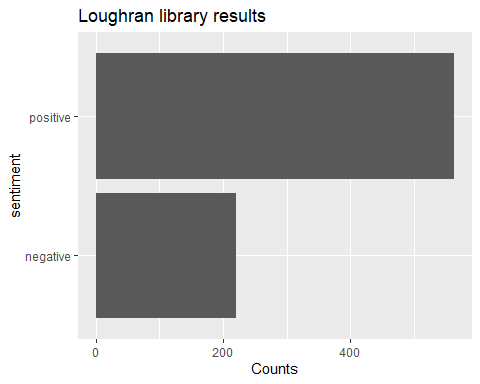 Loughran library results
positive
negative
sentiment
0 200 400
Counts